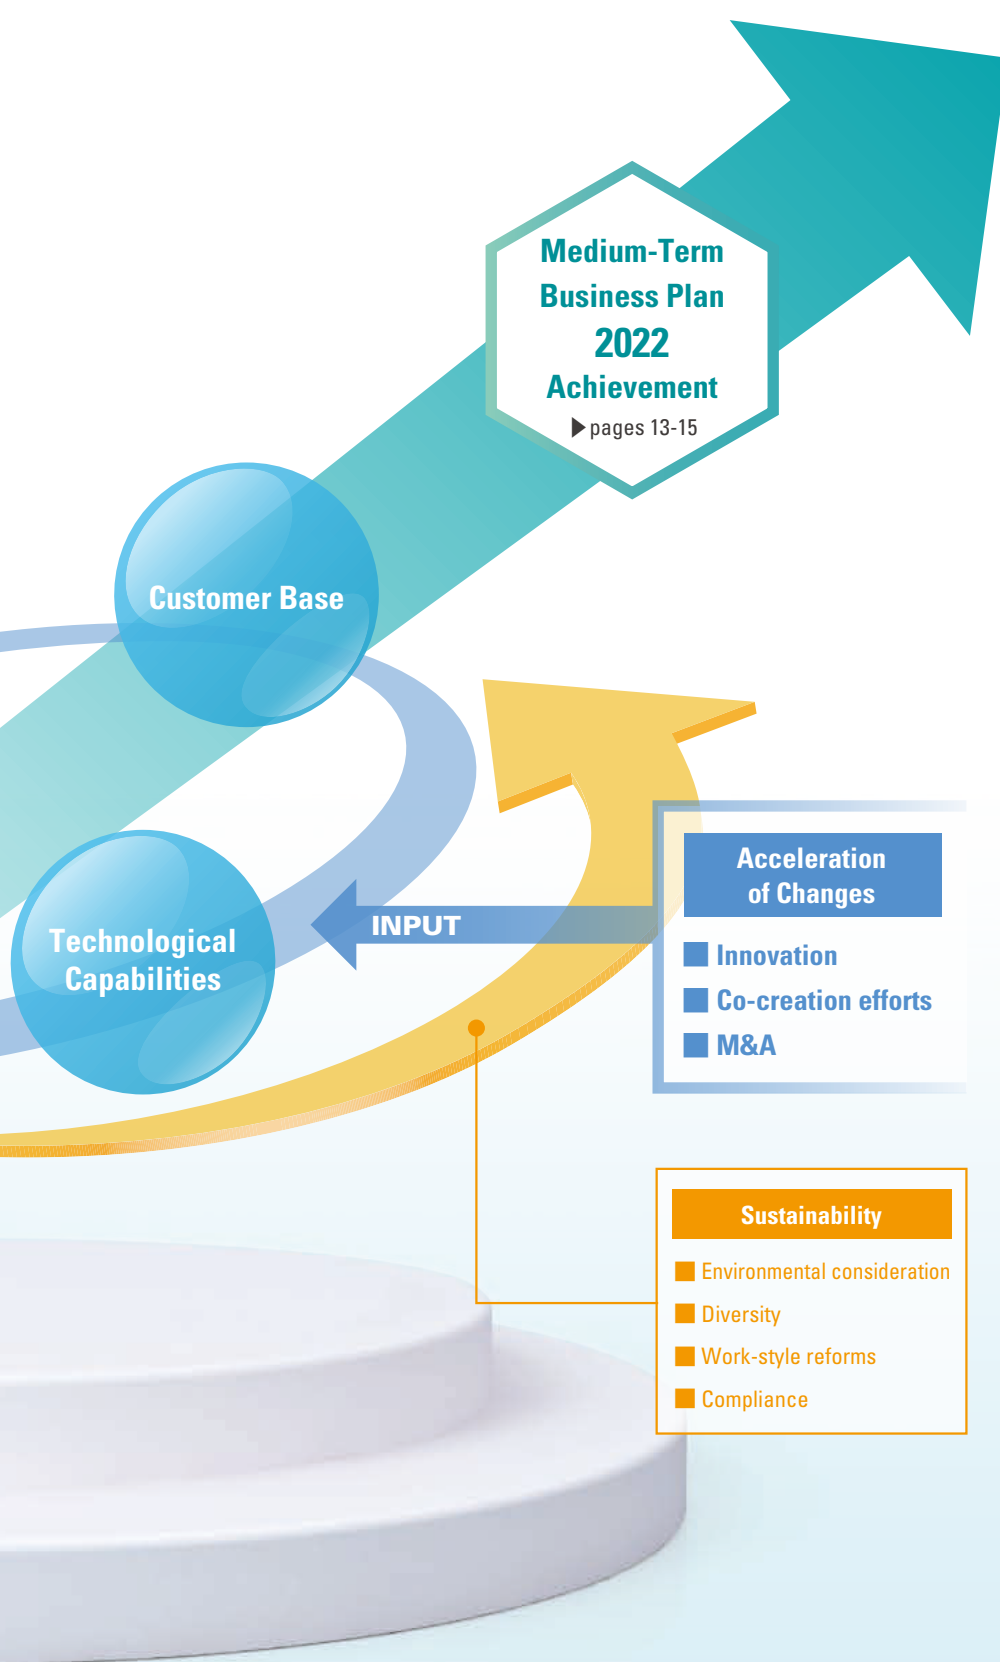 Medium-Term
Business Plan
2022
Achievement
▶ pages 13-15
Customer Base
Technological
Capabilities
INPUT
Acceleration
of Changes
■ Innovation
■ Co-creation efforts
■ M&A
Sustainability
■ Environmental consideration
■ Diversity
■ Work-style reforms
■ Compliance